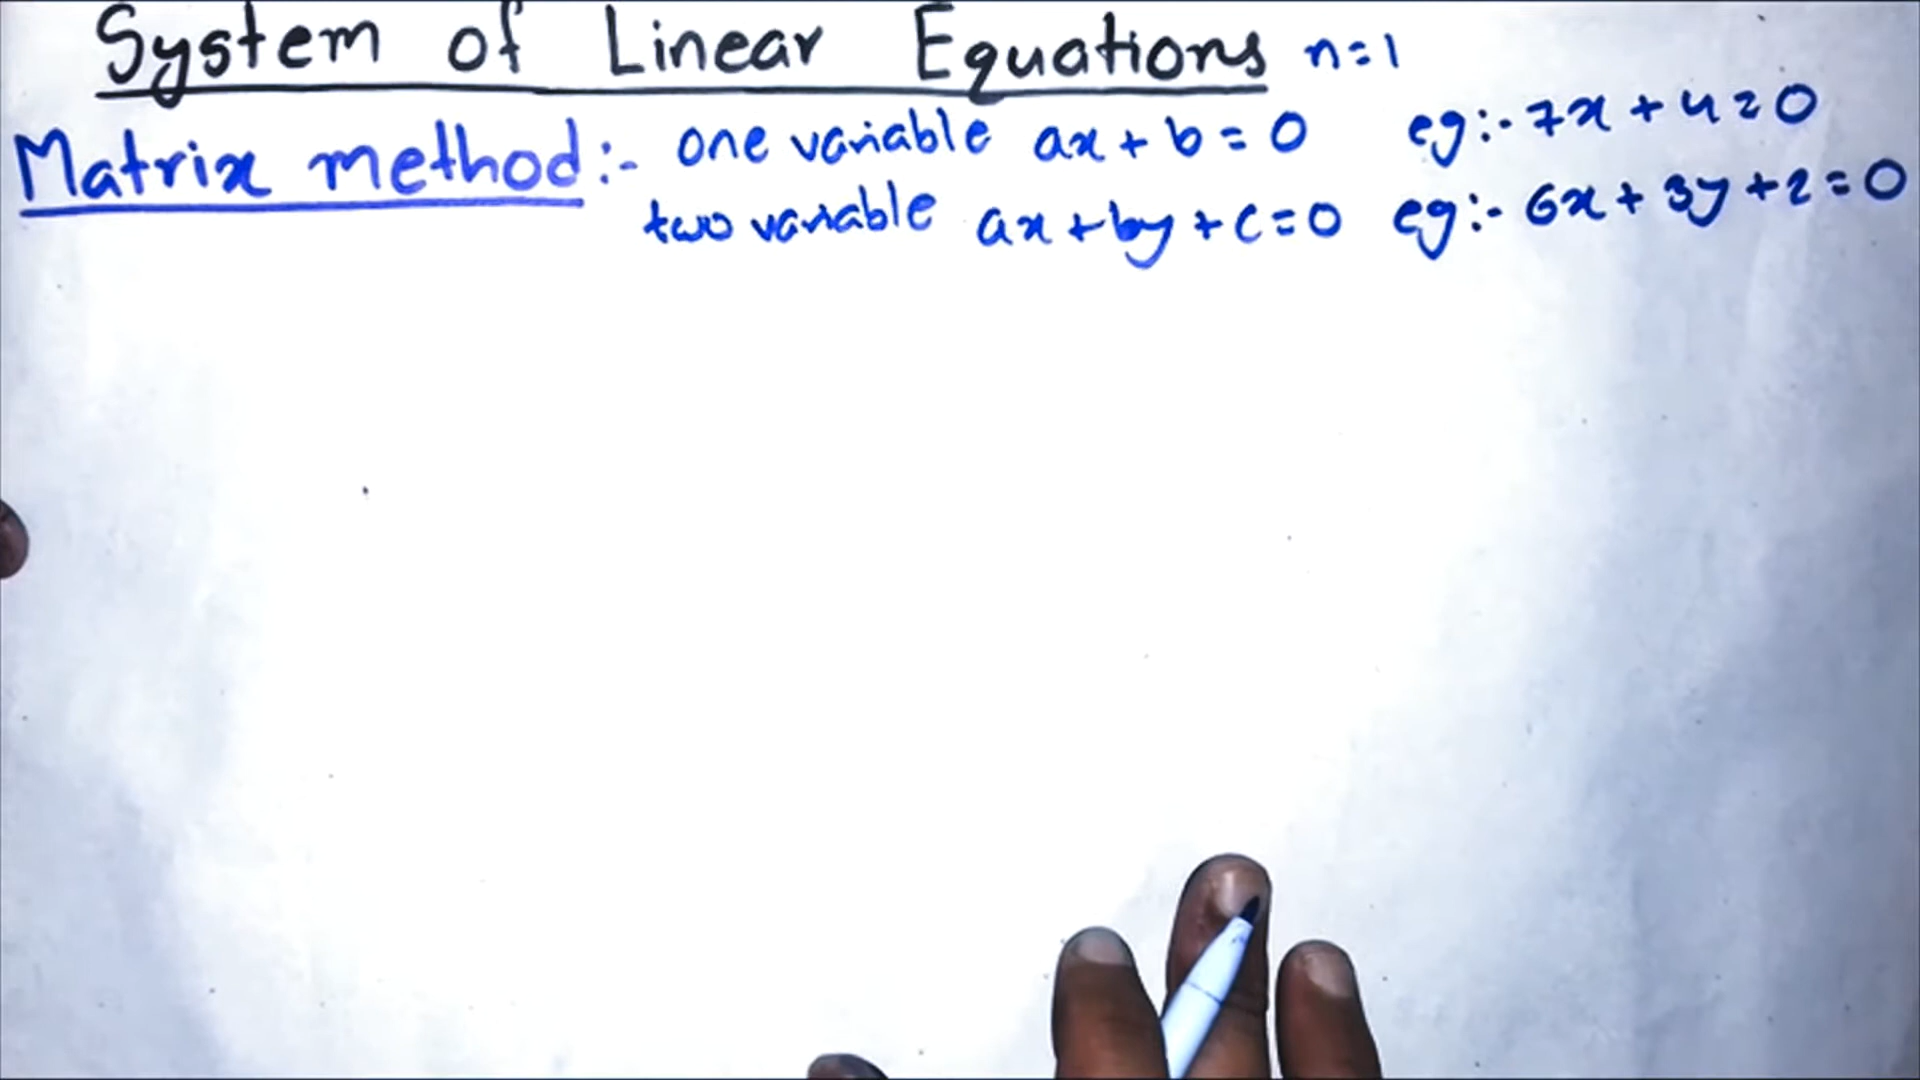 System of Linear Equations n=1
Matrix method:- one variable ax + b = 0 eg:- 7x + 4 = 0
two variable ax + by + c = 0 eg:- 6x + 3y + 2 = 0